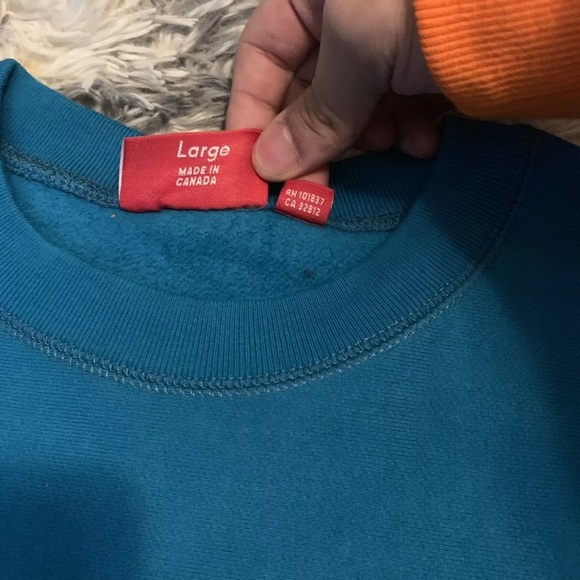 Large
MADE IN
CANADA
RN 101837
CA 32812